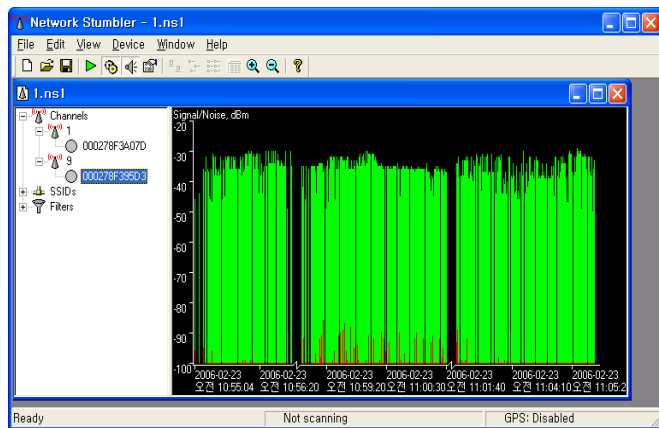 Network Stumbler - 1.ns1
File Edit View Device Window Help
1.ns1
Channels
1
000278F3A07D
9
000278F395D3
SSIDs
Filters
Signal/Noise, dBm
-20
-30
-40
-50
-60
-70
-80
-90
-100
2006-02-23 2006-02-23 2006-02-23 2006-02-23 2006-02-23 2006-02-23 2006-02-23
오전 10:55:04 오전 10:56:20 오전 10:59:20 오전 11:00:30 오전 11:01:40 오전 11:04:10 오전 11:05:2
Ready Not scanning GPS: Disabled